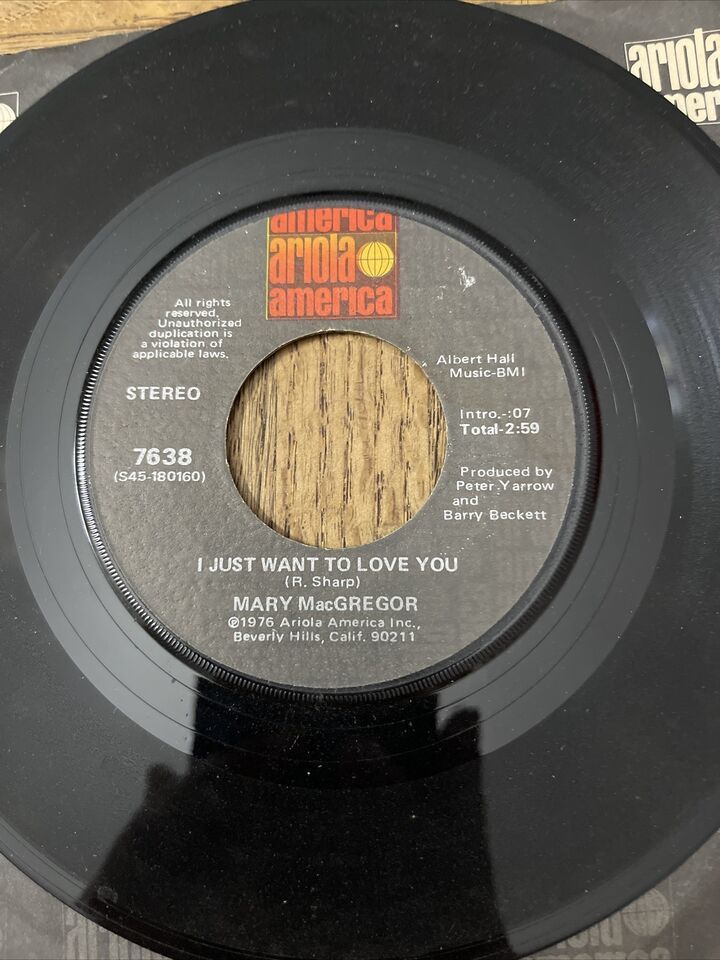 america
ariola
america
All rights
reserved.
Unauthorized
duplication is
a violation of
applicable laws.
STEREO
7638
(S45-180160)
Albert Hall
Music-BMI
Intro.-:07
Total-2:59
Produced by
Peter Yarrow
and
Barry Beckett
I JUST WANT TO LOVE YOU
(R. Sharp)
MARY MacGREGOR
℗1976 Ariola America Inc.,
Beverly Hills, Calif. 90211
ariola